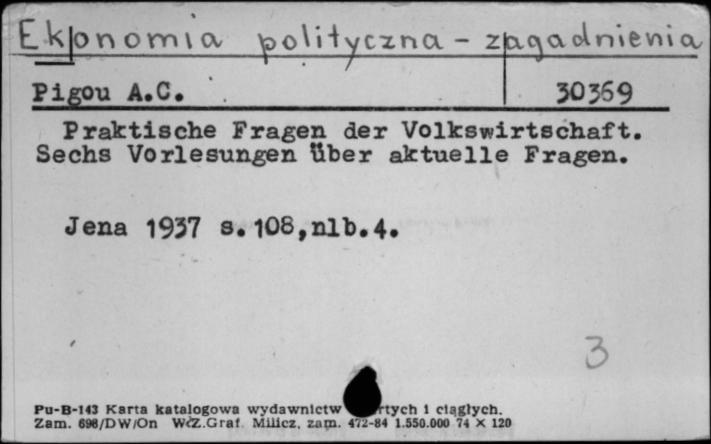 Ekonomia polityczna - zagadnienia
Pigou A.C. 30369
Praktische Fragen der Volkswirtschaft.
Sechs Vorlesungen über aktuelle Fragen.
Jena 1937 s.108,nlb.4.
3
Pu-B-143 Karta katalogowa wydawnictw i ciągłych.
Zam. 698/DW/On WZ.Graf. Milicz, zam. 472-84 1.550.000 74 X 120